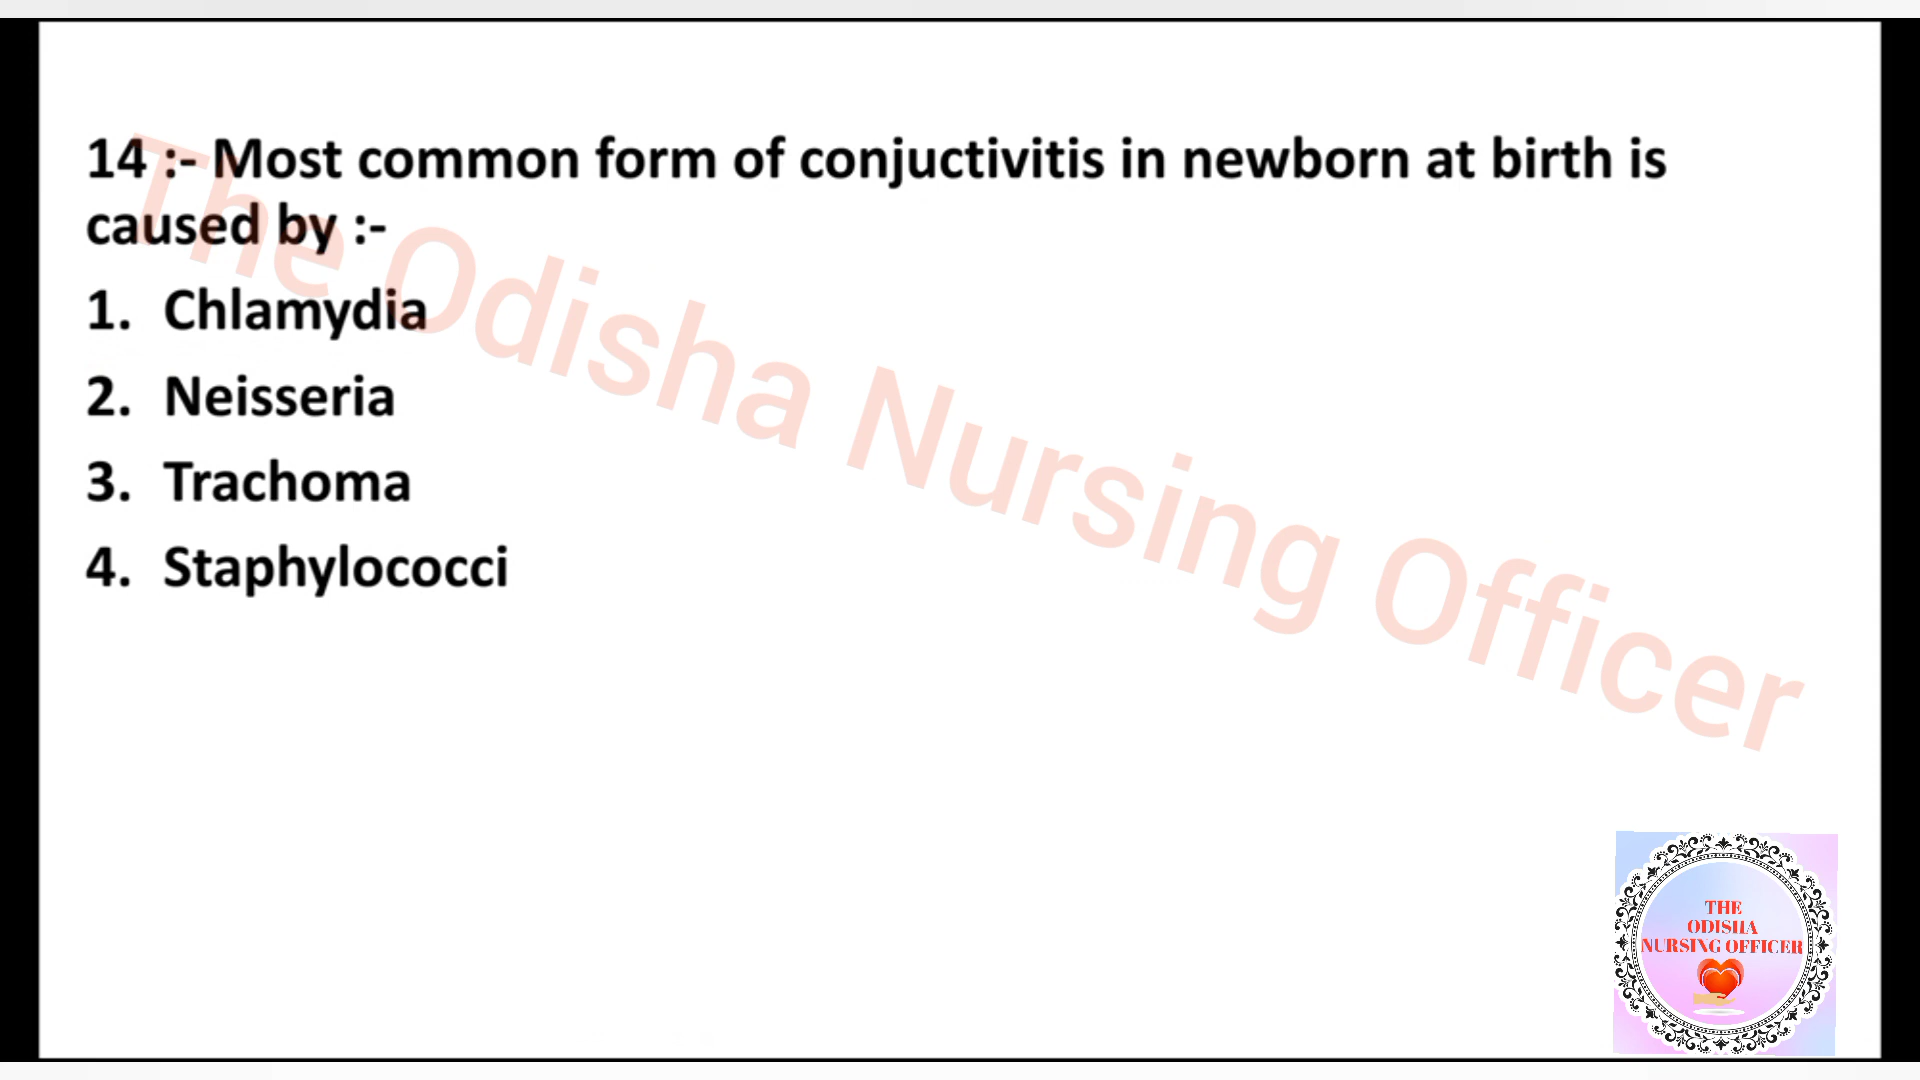 14 :- Most common form of conjuctivitis in newborn at birth is
caused by :-
1. Chlamydia
2. Neisseria
3. Trachoma
4. Staphylococci
The Odisha Nursing Officer
THE
ODISHA
NURSING OFFICER